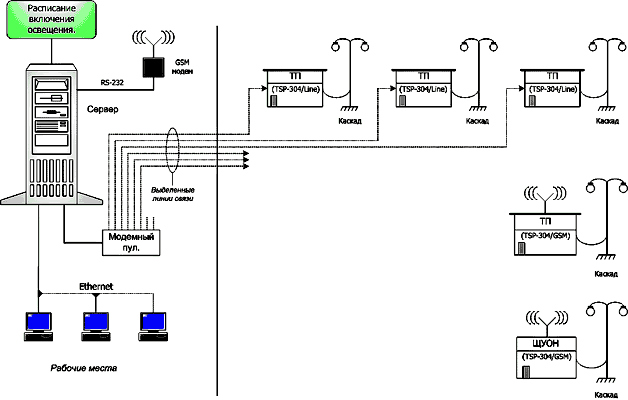 Расписание
включения
освещения.
GSM
модем
RS-232
Сервер
ТП
(TSP-304/Line)
Каскад
ТП
(TSP-304/Line)
Каскад
ТП
(TSP-304/Line)
Каскад
Выделенные
линии связи
Модемный
пул.
ТП
(TSP-304/GSM)
Каскад
Ethernet
Рабочие места
ЩУОН
(TSP-304/GSM)
Каскад